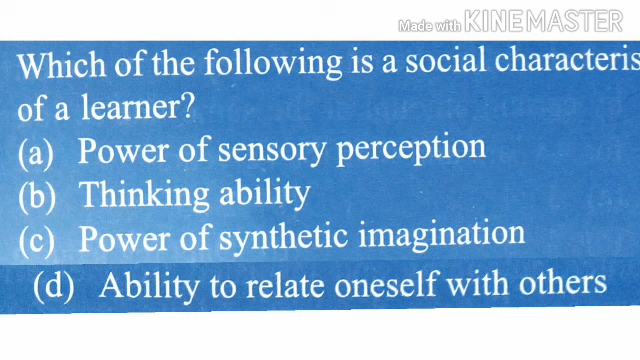 Made with KINEMASTER
Which of the following is a social characteris
of a learner?
(a) Power of sensory perception
(b) Thinking ability
(c) Power of synthetic imagination
(d) Ability to relate oneself with others